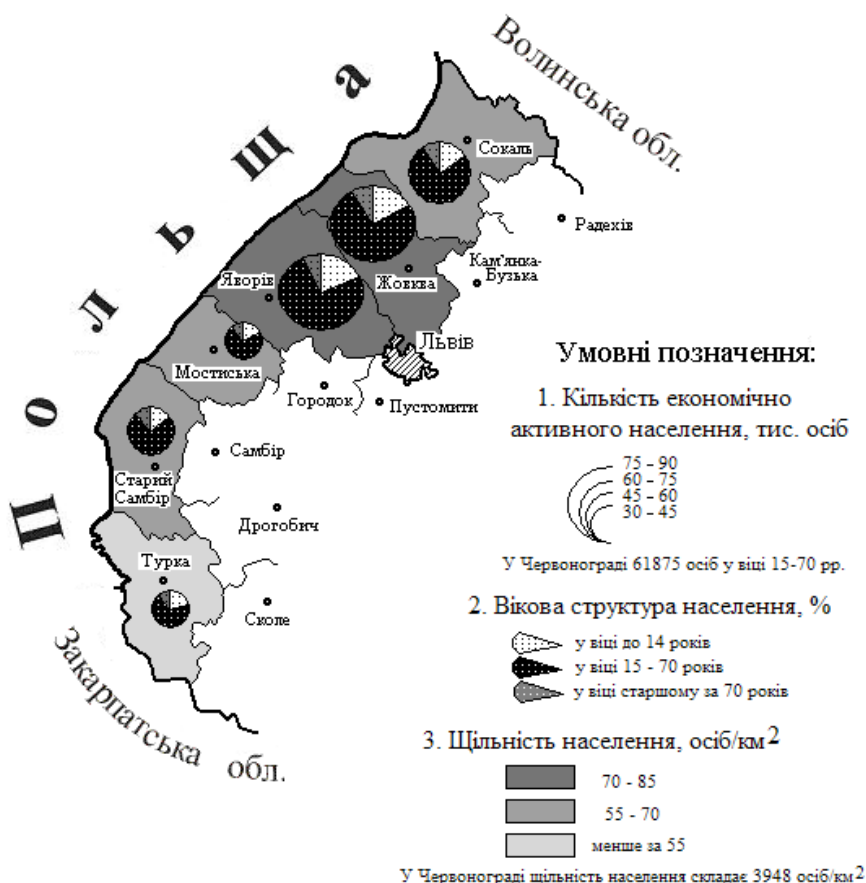 Польща
Волинська обл.
Сокаль
Радехів
Кам'янка-
Бузька
Яворів
Жовква
Львів
Мостиська
Городок
Пустомити
Самбір
Старий
Самбір
Дрогобич
Турка
Сколе
Закарпатська обл.
Умовні позначення:
1. Кількість економічно
активного населення, тис. осіб
75 - 90
60 - 75
45 - 60
30 - 45
У Червонограді 61875 осіб у віці 15-70 рр.
2. Вікова структура населення, %
у віці до 14 років
у віці 15 - 70 років
у віці старшому за 70 років
3. Щільність населення, осіб/км2
70 - 85
55 - 70
менше за 55
У Червонограді щільність населення складає 3948 осіб/км2